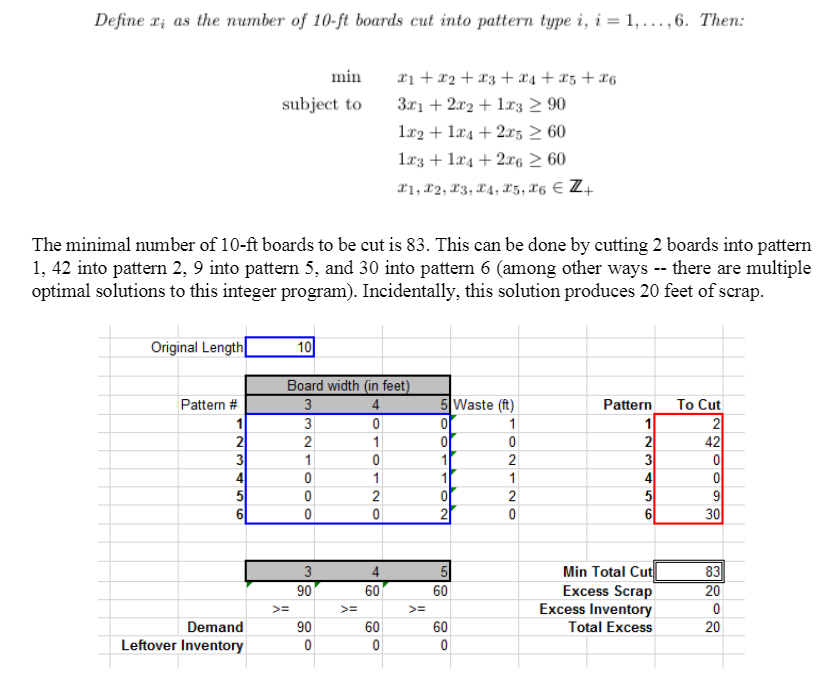 Define xᵢ as the number of 10-ft boards cut into pattern type i, i = 1, . . . , 6. Then:
min x₁ + x₂ + x₃ + x₄ + x₅ + x₆
subject to 3x₁ + 2x₂ + 1x₃ ≥ 90
1x₂ + 1x₄ + 2x₅ ≥ 60
1x₃ + 1x₄ + 2x₆ ≥ 60
x₁, x₂, x₃, x₄, x₅, x₆ ∈ ℤ₊
The minimal number of 10-ft boards to be cut is 83. This can be done by cutting 2 boards into pattern
1, 42 into pattern 2, 9 into pattern 5, and 30 into pattern 6 (among other ways -- there are multiple
optimal solutions to this integer program). Incidentally, this solution produces 20 feet of scrap.
Original Length 10
Board width (in feet)
Pattern # 3 4 5 Waste (ft) Pattern To Cut
1 3 0 0 1 1 2
2 2 1 0 0 2 42
3 1 0 1 2 3 0
4 0 1 1 1 4 0
5 0 2 0 2 5 9
6 0 0 2 0 6 30
3 4 5 Min Total Cut 83
90 60 60 Excess Scrap 20
>= >= >= Excess Inventory 0
Demand 90 60 60 Total Excess 20
Leftover Inventory 0 0 0